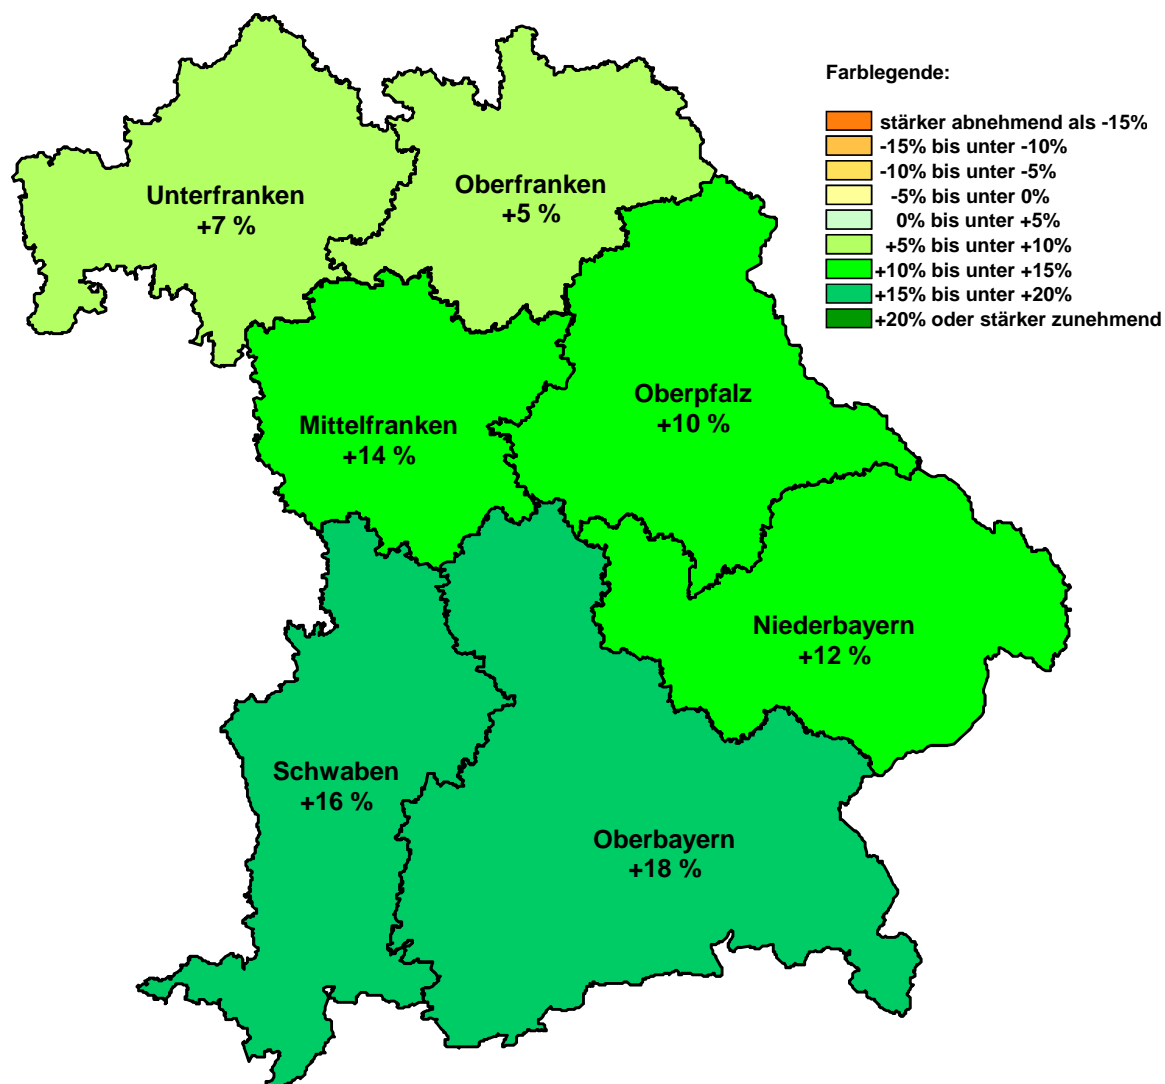 Farblegende:
stärker abnehmend als -15%
-15% bis unter -10%
-10% bis unter -5%
-5% bis unter 0%
0% bis unter +5%
+5% bis unter +10%
+10% bis unter +15%
+15% bis unter +20%
+20% oder stärker zunehmend
Unterfranken
+7 %
Oberfranken
+5 %
Mittelfranken
+14 %
Oberpfalz
+10 %
Niederbayern
+12 %
Schwaben
+16 %
Oberbayern
+18 %